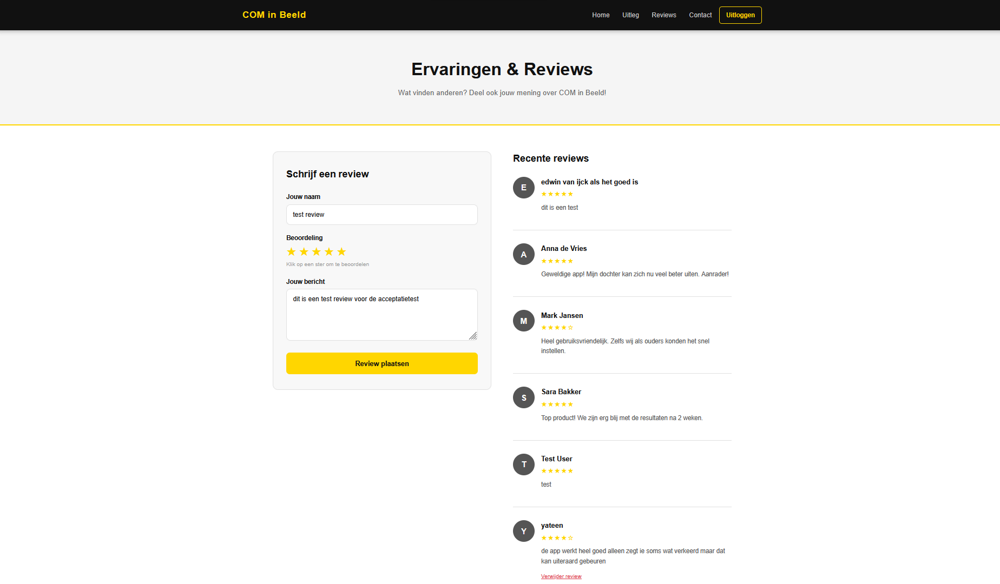 COM in Beeld
Home Uitleg Reviews Contact Uitloggen
Ervaringen & Reviews
Wat vinden anderen? Deel ook jouw mening over COM in Beeld!
Schrijf een review
Jouw naam
test review
Beoordeling
★★★★★
Klik op een ster om te beoordelen
Jouw bericht
dit is een test review voor de acceptatietest
Review plaatsen
Recente reviews
E
edwin van ijck als het goed is
★★★★★
dit is een test
A
Anna de Vries
★★★★★
Geweldige app! Mijn dochter kan zich nu veel beter uiten. Aanrader!
M
Mark Jansen
★★★★☆
Heel gebruiksvriendelijk. Zelfs wij als ouders konden het snel
instellen.
S
Sara Bakker
★★★★★
Top product! We zijn erg blij met de resultaten na 2 weken.
T
Test User
★★★★★
test
Y
yateen
★★★★☆
de app werkt heel goed alleen zegt ie soms wat verkeerd maar dat
kan uiteraard gebeuren
Verwijder review